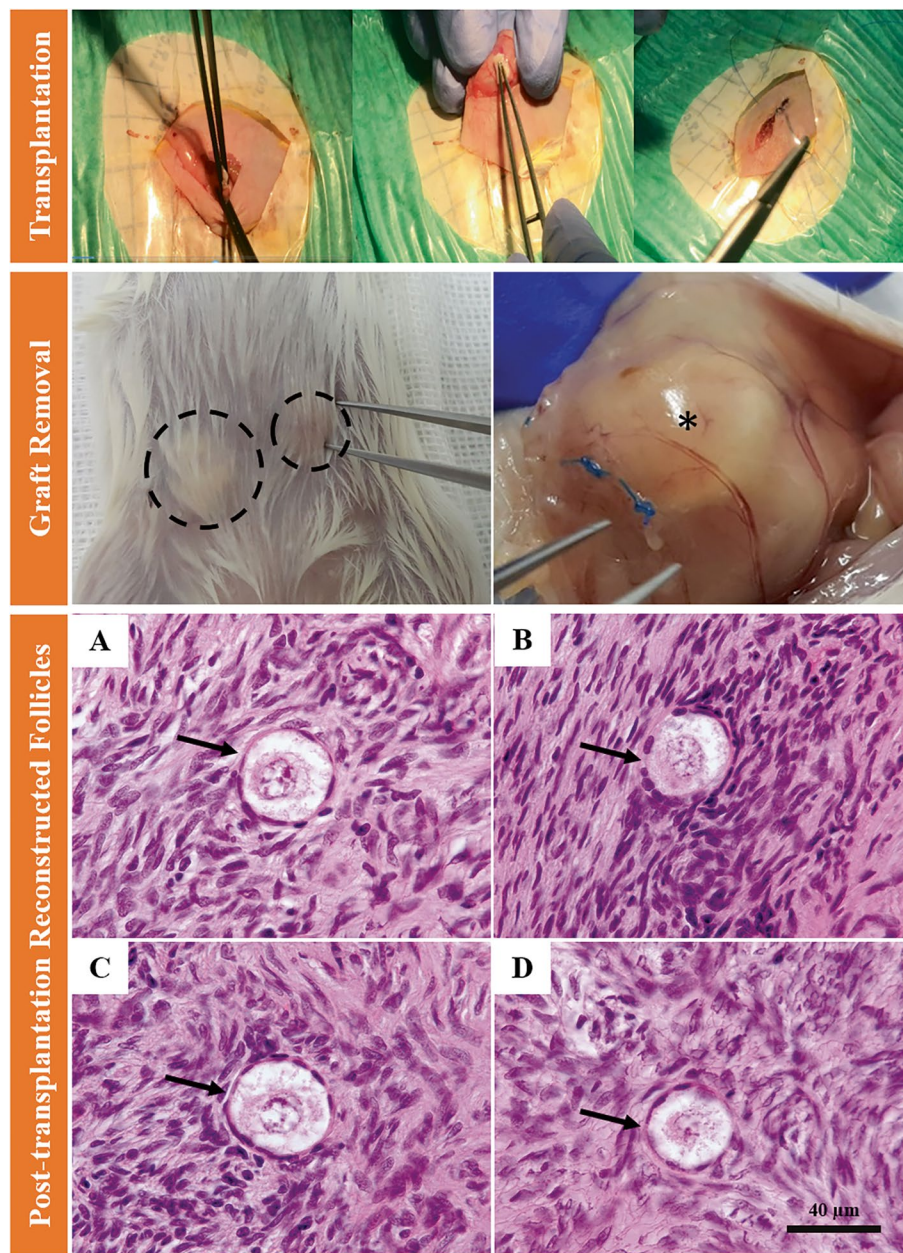 Transplantation
Graft Removal
*
Post-transplantation Reconstructed Follicles
A
B
C
D
40 µm